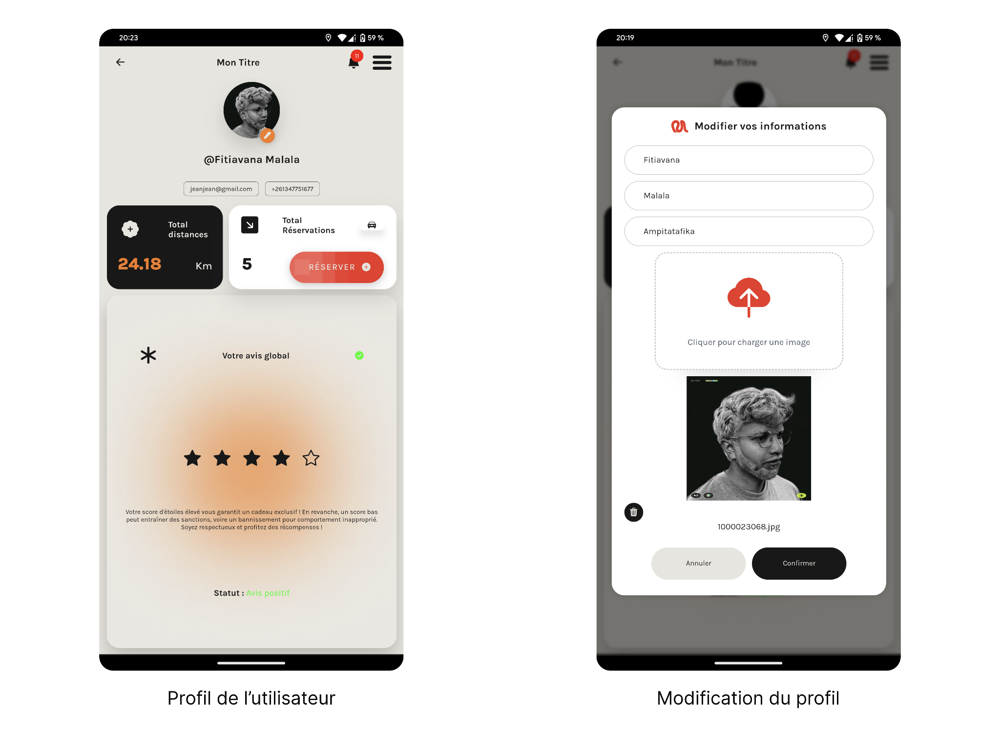 20:23
59 %
Mon Titre
11
@Fitiavana Malala
jeanjean@gmail.com
+261347751677
Total
distances
24.18
Km
Total
Réservations
5
RÉSERVER
Votre avis global
Votre score d'étoiles élevé vous garantit un cadeau exclusif ! En revanche, un score bas
peut entraîner des sanctions, voire un bannissement pour comportement inapproprié.
Soyez respectueux et profitez des récompenses !
Statut : Avis positif
Profil de l’utilisateur
20:19
59 %
Mon Titre
Modifier vos informations
Fitiavana
Malala
Ampitatafika
Cliquer pour charger une image
1000023068.jpg
Annuler
Confirmer
Modification du profil